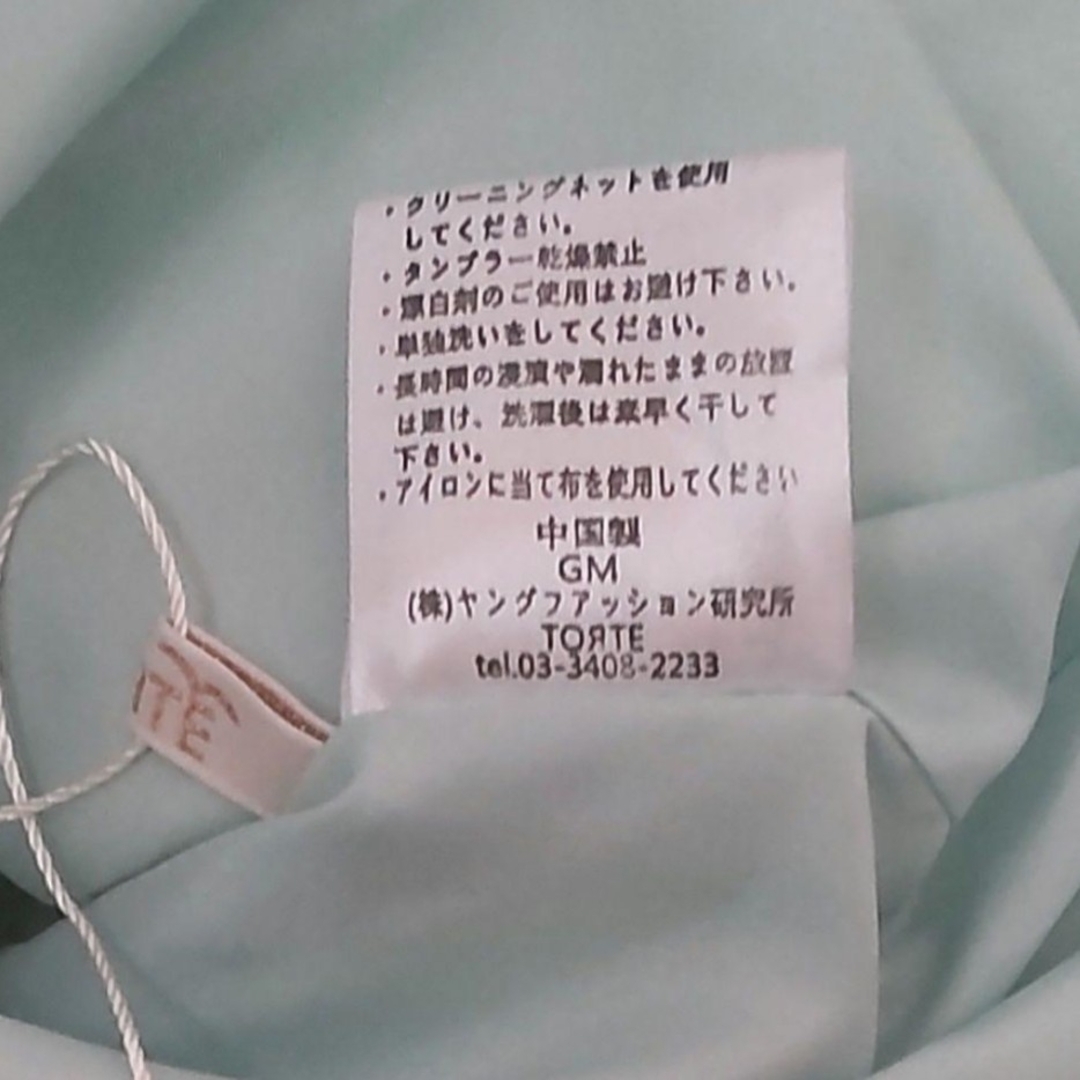 ・クリーニングネットを使用
してください。
・タンブラー乾燥禁止
・漂白剤のご使用はお避け下さい。
・単独洗いをしてください。
・長時間の浸漬や濡れたままの放置
は避け、洗濯後は素早く干して
下さい。
・アイロンに当て布を使用してください
中国製
GM
(株)ヤングファッション研究所
TOЯTE
tel.03-3408-2233
TE